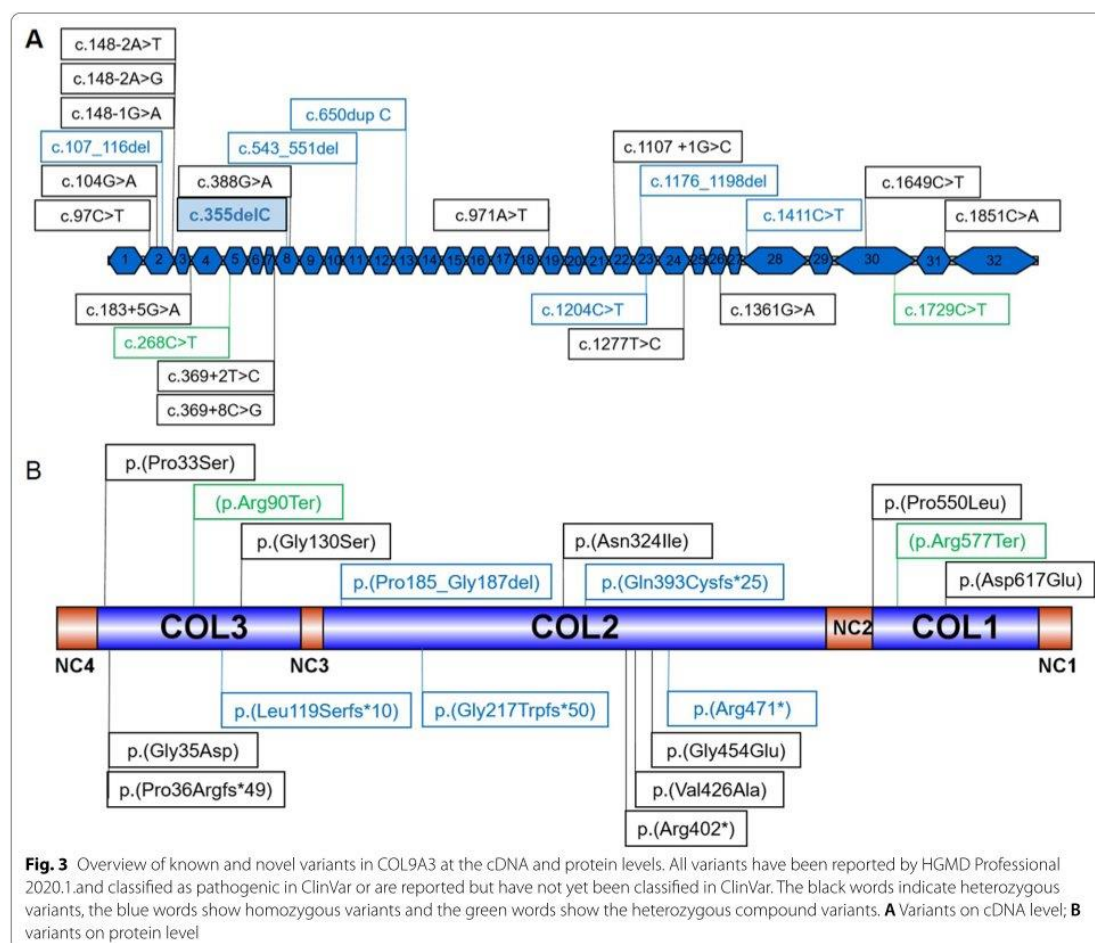 A
c.148-2A>T
c.148-2A>G
c.148-1G>A
c.107_116del
c.104G>A
c.97C>T
c.388G>A
c.355delC
c.543_551del
c.650dup C
c.971A>T
c.1107 +1G>C
c.1176_1198del
c.1411C>T
c.1649C>T
c.1851C>A
1 2 3 4 5 6 7 8 9 10 11 12 13 14 15 16 17 18 19 20 21 22 23 24 25 26 27 28 29 30 31 32
c.183+5G>A
c.268C>T
c.369+2T>C
c.369+8C>G
c.1204C>T
c.1277T>C
c.1361G>A
c.1729C>T
B
p.(Pro33Ser)
(p.Arg90Ter)
p.(Gly130Ser)
p.(Pro185_Gly187del)
p.(Asn324Ile)
p.(Gln393Cysfs*25)
p.(Pro550Leu)
(p.Arg577Ter)
p.(Asp617Glu)
NC4 COL3 NC3 COL2 NC2 COL1 NC1
p.(Leu119Serfs*10)
p.(Gly217Trpfs*50)
p.(Arg471*)
p.(Gly35Asp)
p.(Gly454Glu)
p.(Pro36Argfs*49)
p.(Val426Ala)
p.(Arg402*)
Fig. 3 Overview of known and novel variants in COL9A3 at the cDNA and protein levels. All variants have been reported by HGMD Professional
2020.1.and classified as pathogenic in ClinVar or are reported but have not yet been classified in ClinVar. The black words indicate heterozygous
variants, the blue words show homozygous variants and the green words show the heterozygous compound variants. A Variants on cDNA level; B
variants on protein level